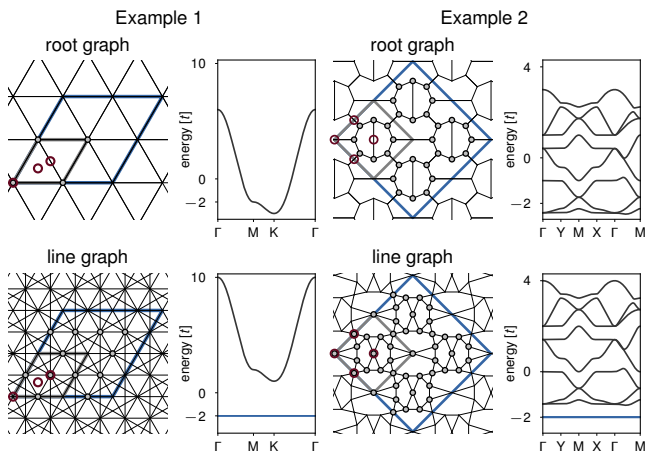 Example 1
Example 2
root graph
root graph
10
0
−2
energy [t]
Γ M K Γ
4
0
−2
energy [t]
Γ Y M X Γ M
line graph
line graph
10
0
−2
energy [t]
Γ M K Γ
4
2
0
−2
energy [t]
Γ Y M X Γ M